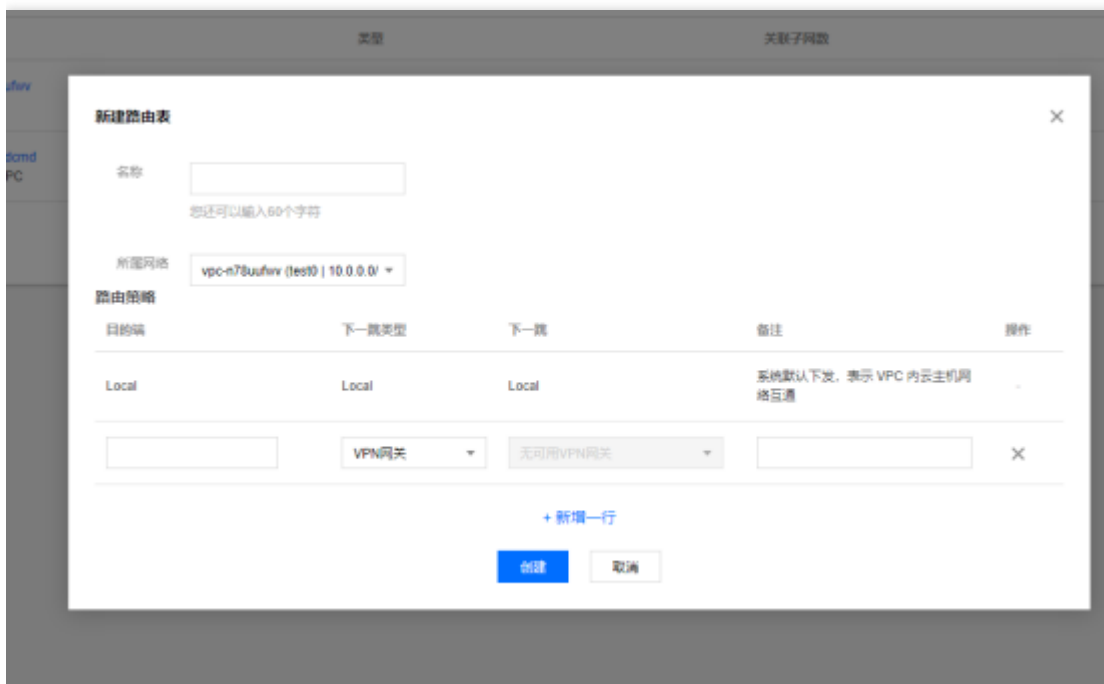 类型 关联子网数
ufwv
dcmd
PC
新建路由表
名称
您还可以输入60个字符
所属网络 vpc-n78uufwv (test0 | 10.0.0.0/
路由策略
目的端 下一跳类型 下一跳 备注 操作
Local Local Local 系统默认下发，表示 VPC 内云主机网
络互通 -
VPN网关 无可用VPN网关
+ 新增一行
创建 取消